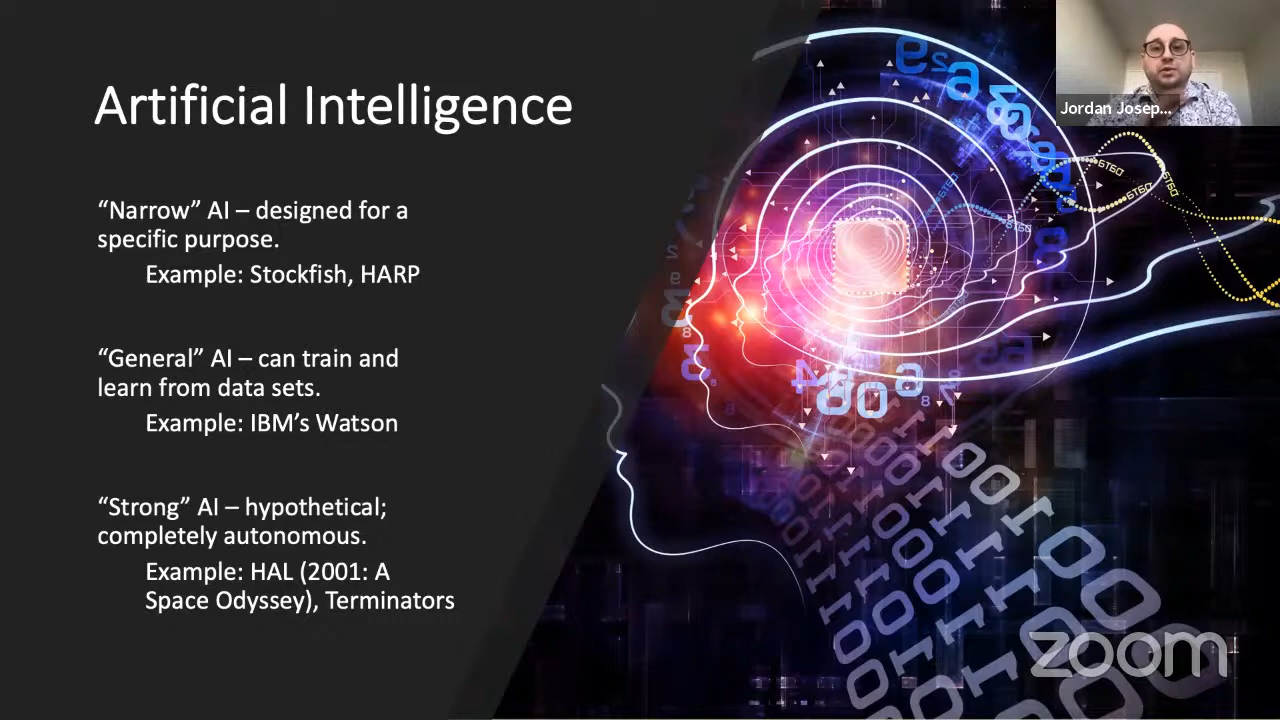 Artificial Intelligence
“Narrow” AI – designed for a
specific purpose.
Example: Stockfish, HARP
“General” AI – can train and
learn from data sets.
Example: IBM’s Watson
“Strong” AI – hypothetical;
completely autonomous.
Example: HAL (2001: A
Space Odyssey), Terminators
Jordan Josep...
zoom